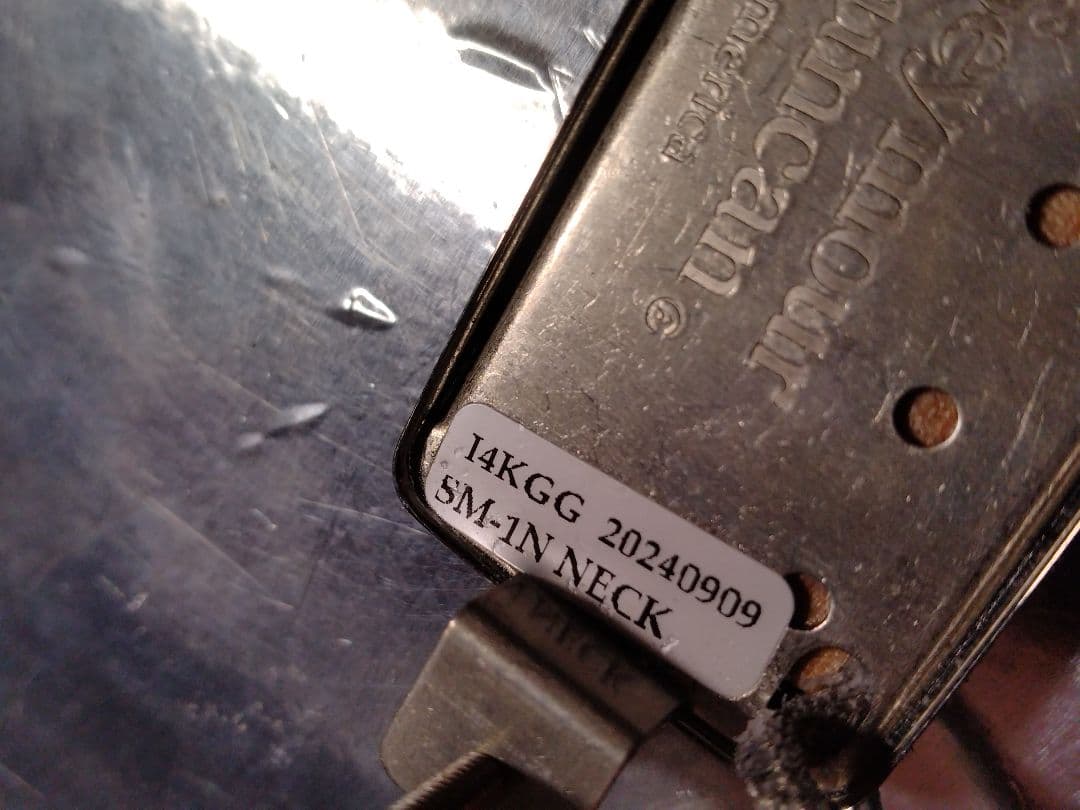 Seymour
Duncan ®
America
I4KGG 20240909
SM-1N NECK